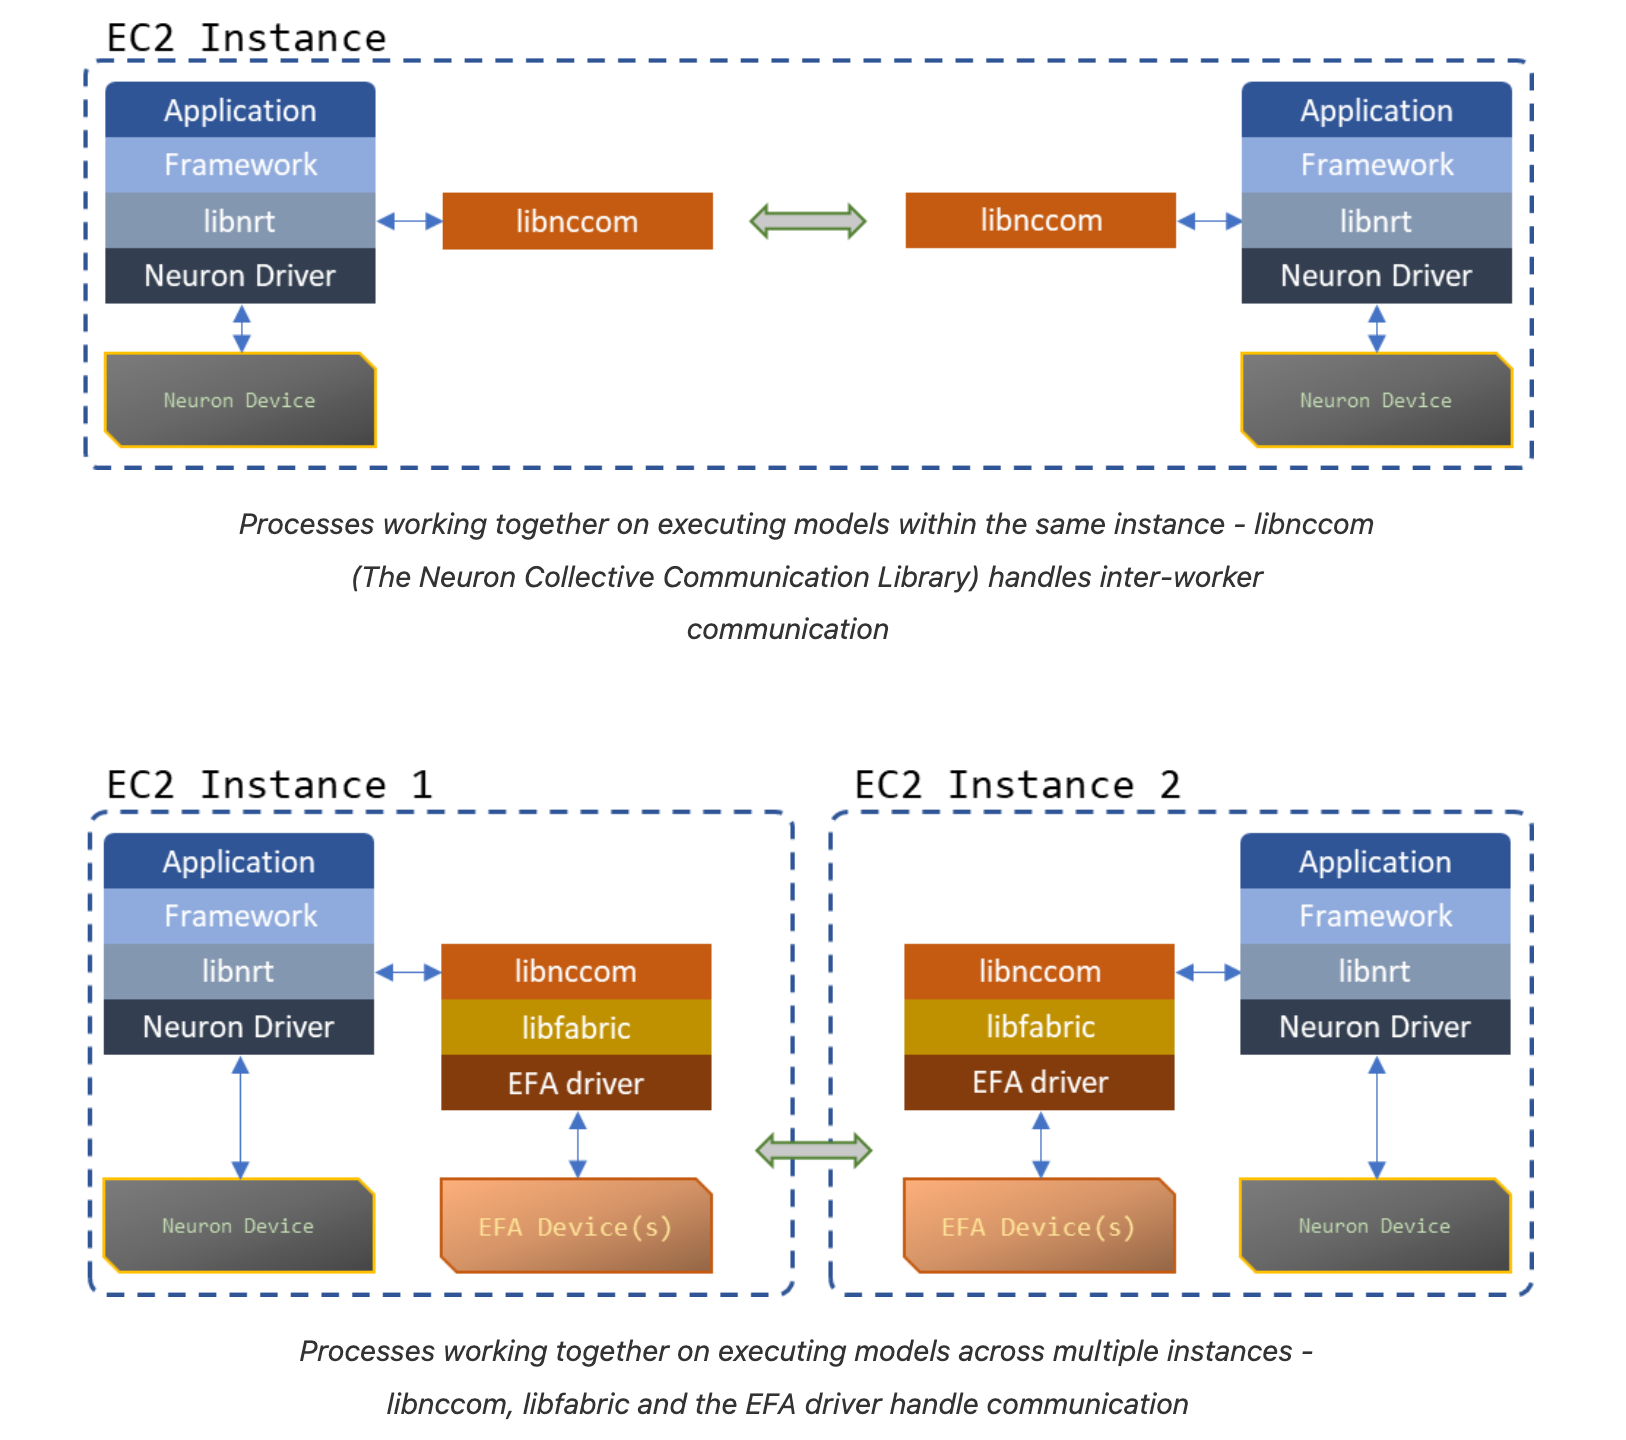 EC2 Instance
Application
Application
Framework
Framework
libnrt
libnccom
libnccom
libnrt
Neuron Driver
Neuron Driver
Neuron Device
Neuron Device
Processes working together on executing models within the same instance - libnccom
(The Neuron Collective Communication Library) handles inter-worker
communication
EC2 Instance 1
EC2 Instance 2
Application
Application
Framework
Framework
libnrt
libnccom
libnccom
libnrt
Neuron Driver
libfabric
libfabric
Neuron Driver
EFA driver
EFA driver
Neuron Device
EFA Device(s)
EFA Device(s)
Neuron Device
Processes working together on executing models across multiple instances -
libnccom, libfabric and the EFA driver handle communication